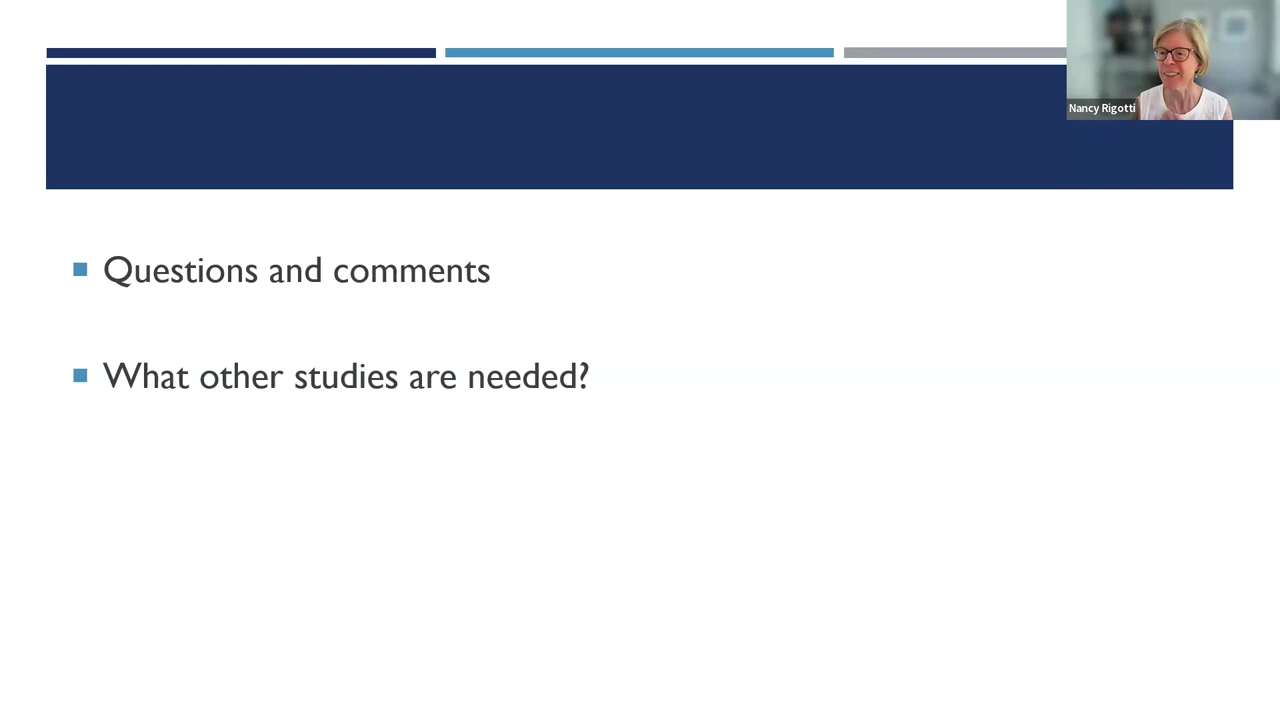 Nancy Rigotti
Questions and comments
What other studies are needed?